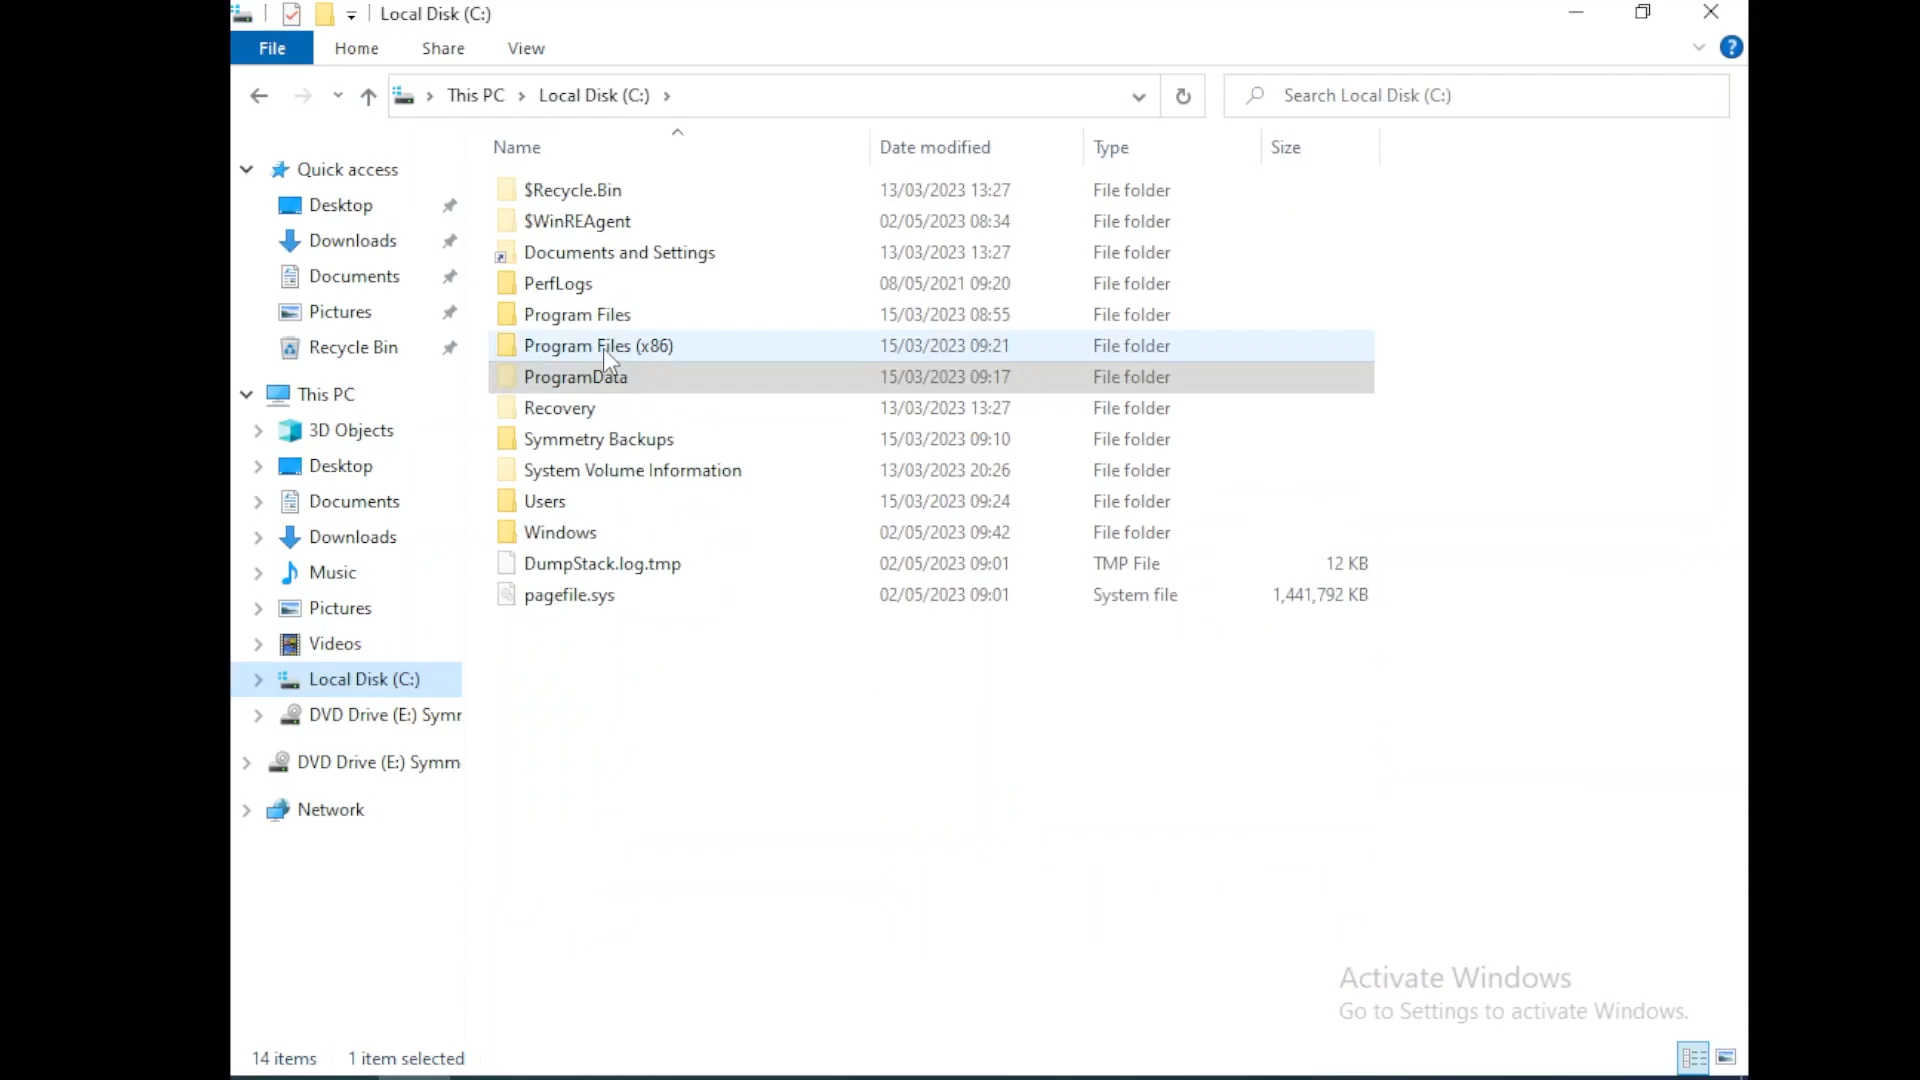 Local Disk (C:)
File Home Share View
This PC Local Disk (C:)
Search Local Disk (C:)
Name Date modified Type Size
Quick access
Desktop
Downloads
Documents
Pictures
Recycle Bin
This PC
3D Objects
Desktop
Documents
Downloads
Music
Pictures
Videos
Local Disk (C:)
DVD Drive (E:) Symr
DVD Drive (E:) Symm
Network
$Recycle.Bin 13/03/2023 13:27 File folder
$WinREAgent 02/05/2023 08:34 File folder
Documents and Settings 13/03/2023 13:27 File folder
PerfLogs 08/05/2021 09:20 File folder
Program Files 15/03/2023 08:55 File folder
Program Files (x86) 15/03/2023 09:21 File folder
ProgramData 15/03/2023 09:17 File folder
Recovery 13/03/2023 13:27 File folder
Symmetry Backups 15/03/2023 09:10 File folder
System Volume Information 13/03/2023 20:26 File folder
Users 15/03/2023 09:24 File folder
Windows 02/05/2023 09:42 File folder
DumpStack.log.tmp 02/05/2023 09:01 TMP File 12 KB
pagefile.sys 02/05/2023 09:01 System file 1,441,792 KB
Activate Windows
Go to Settings to activate Windows.
14 items 1 item selected